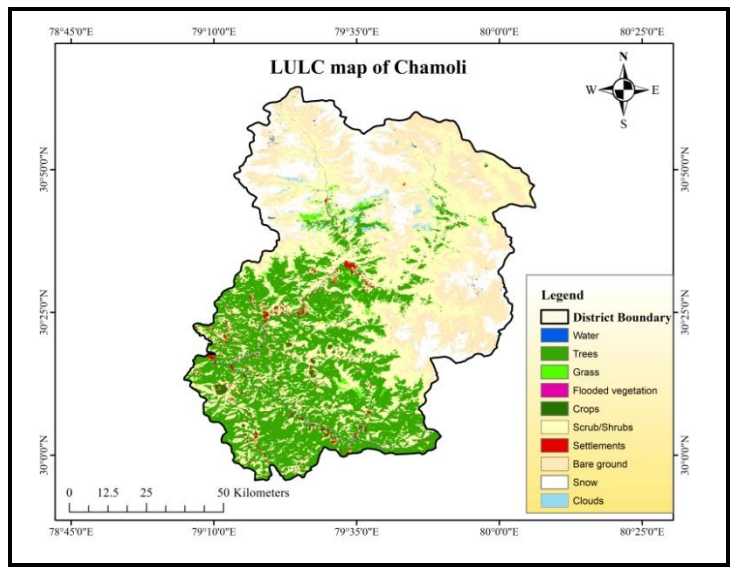 78°45'0"E 79°10'0"E 79°35'0"E 80°0'0"E 80°25'0"E
LULC map of Chamoli
N
W E
S
30°50'0"N 30°50'0"N
30°25'0"N 30°25'0"N
30°0'0"N 30°0'0"N
Legend
District Boundary
Water
Trees
Grass
Flooded vegetation
Crops
Scrub/Shrubs
Settlements
Bare ground
Snow
Clouds
0 12.5 25 50 Kilometers
78°45'0"E 79°10'0"E 79°35'0"E 80°0'0"E 80°25'0"E